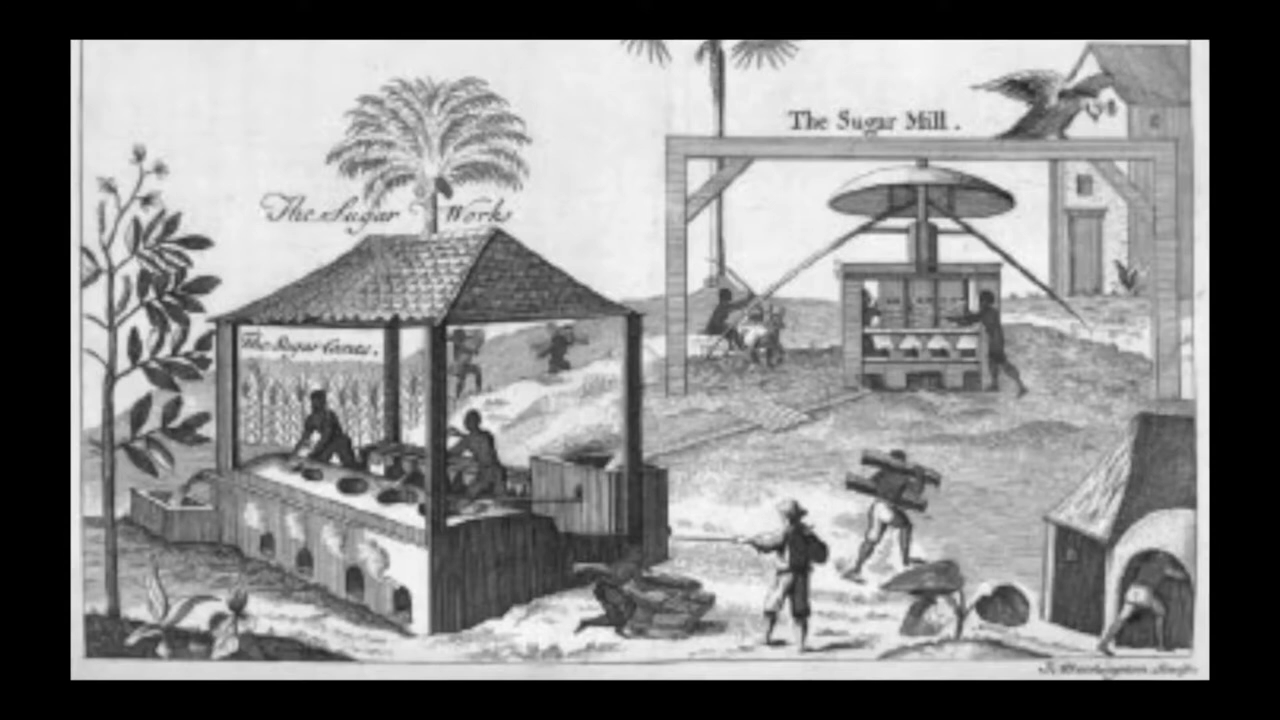 The Sugar Mill.
The Sugar Works
The Sugar Canes.